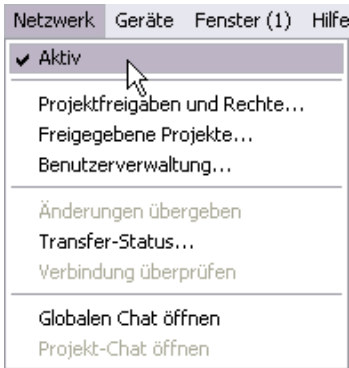 Netzwerk Geräte Fenster (1) Hilfe
Aktiv
Projektfreigaben und Rechte...
Freigegebene Projekte...
Benutzerverwaltung...
Änderungen übergeben
Transfer-Status...
Verbindung überprüfen
Globalen Chat öffnen
Projekt-Chat öffnen